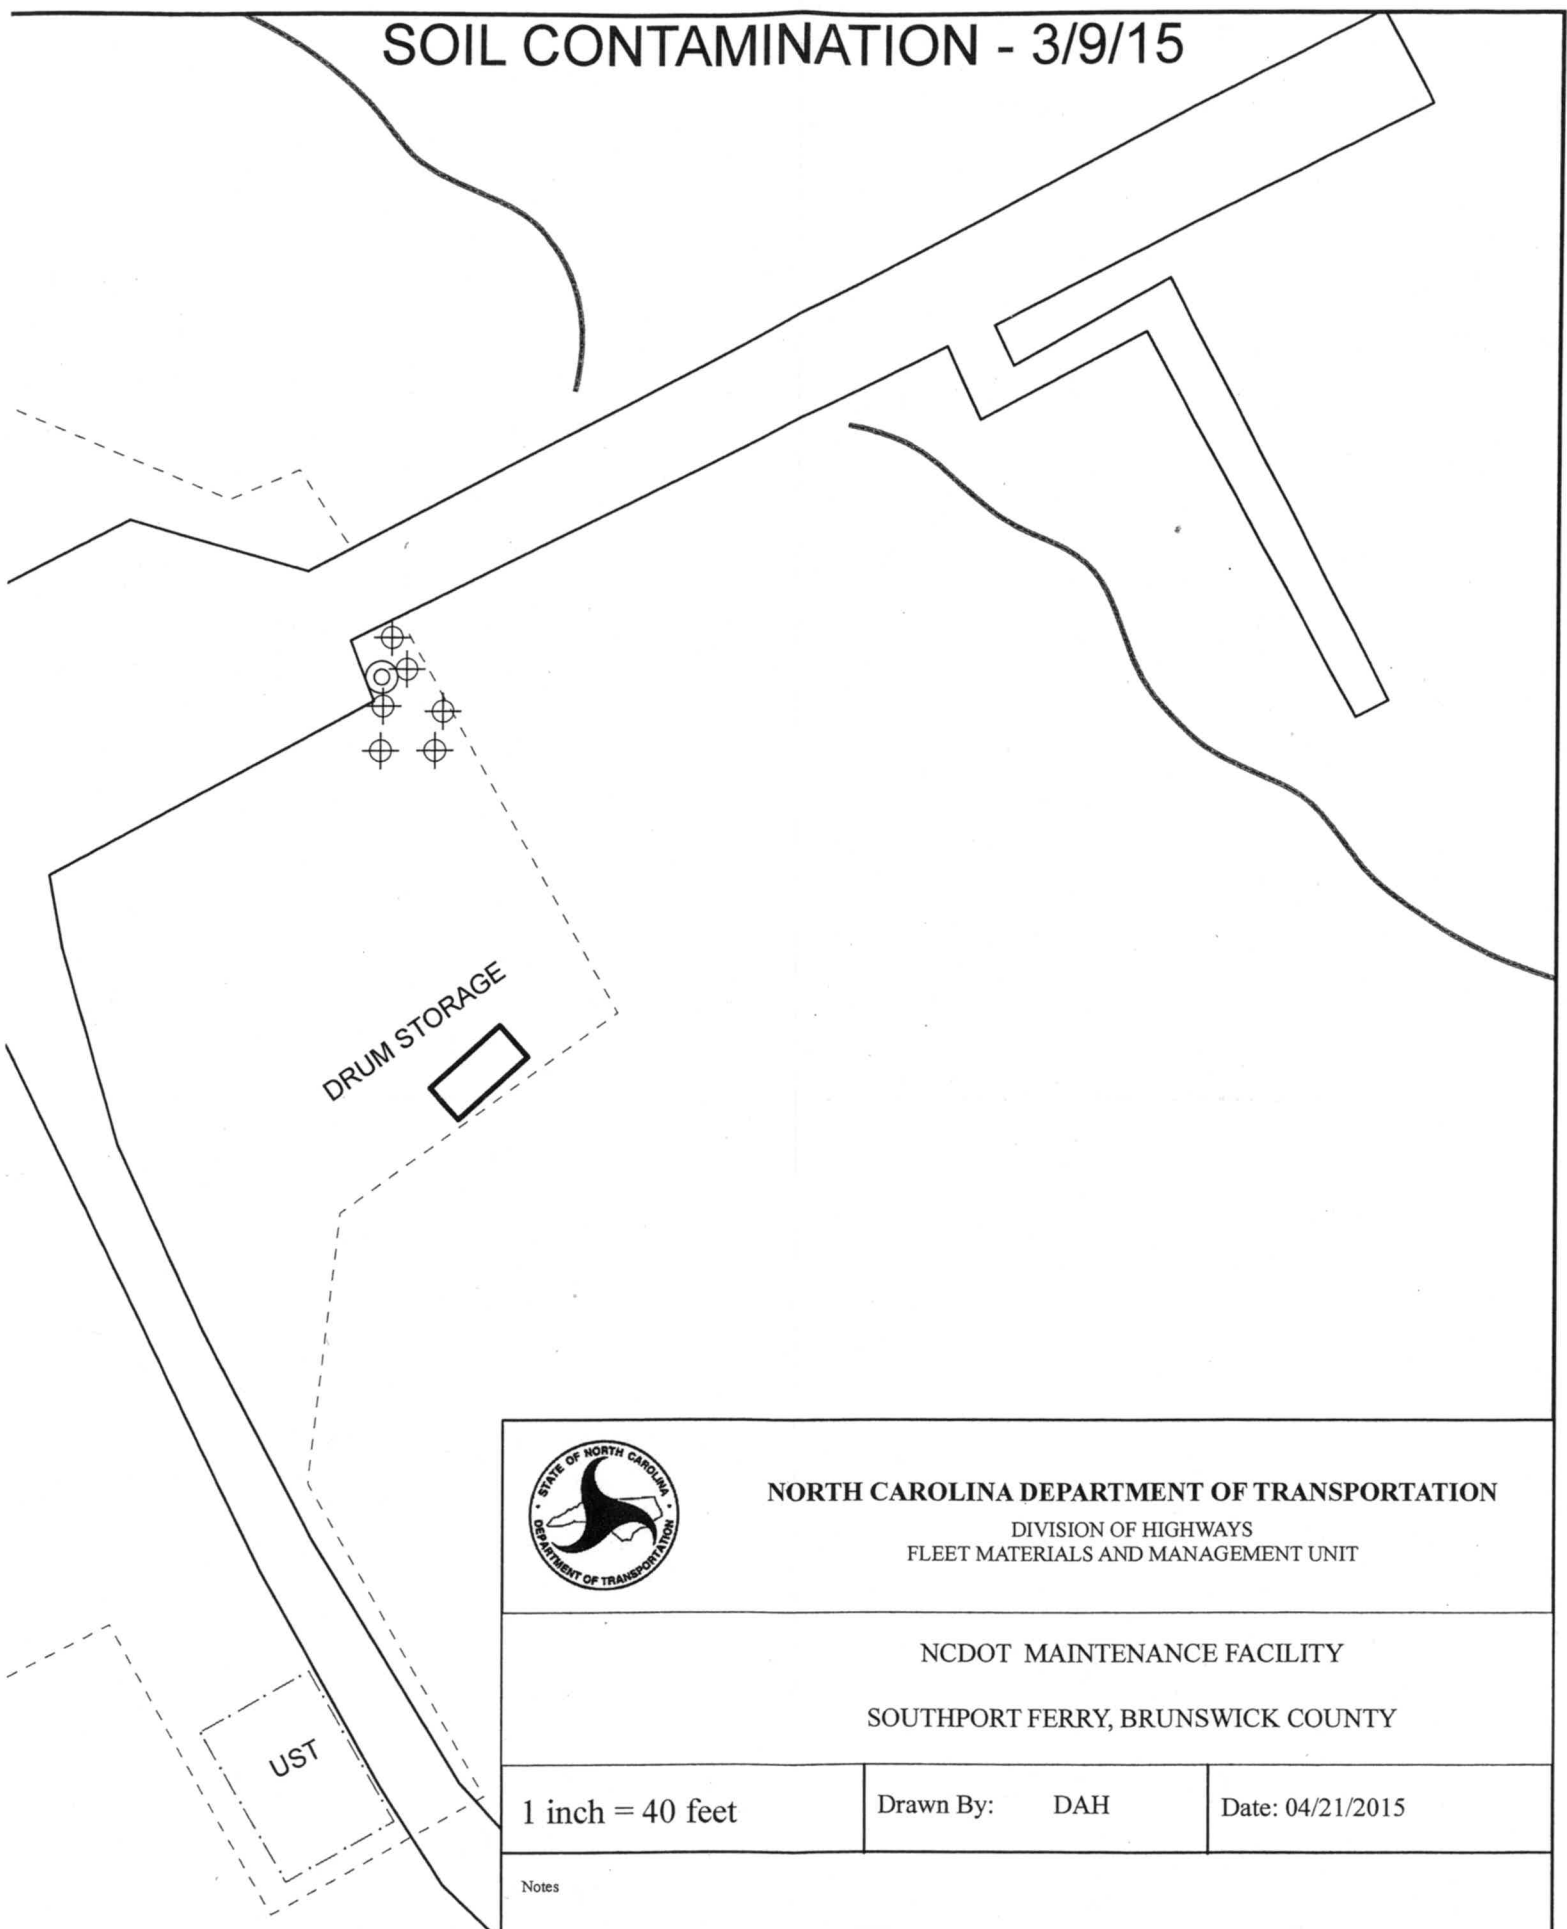 SOIL CONTAMINATION - 3/9/15
DRUM STORAGE
UST
STATE OF NORTH CAROLINA
DEPARTMENT OF TRANSPORTATION
NORTH CAROLINA DEPARTMENT OF TRANSPORTATION
DIVISION OF HIGHWAYS
FLEET MATERIALS AND MANAGEMENT UNIT
NCDOT MAINTENANCE FACILITY
SOUTHPORT FERRY, BRUNSWICK COUNTY
1 inch = 40 feet
Drawn By: DAH
Date: 04/21/2015
Notes